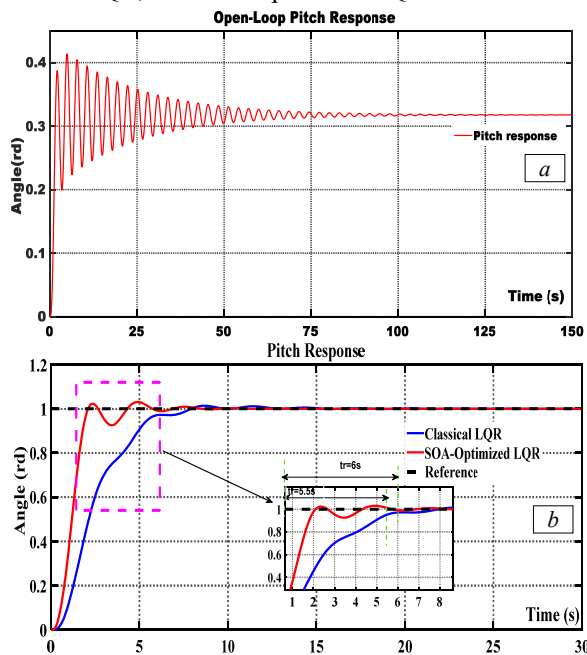 Open-Loop Pitch Response
0.45
0.4
0.3
0.4
0.1
0
Angle(rd)
Pitch response
a
Time (s)
0 25 50 75 100 125 150
Pitch Response
1.2
1
0.8
0.6
0.4
0.2
0
Angle (rd)
Classical LQR
SOA-Optimized LQR
Reference
tr=6s
tr=5.5s
1
0.8
0.6
0.4
1 2 3 4 5 6 7 8
b
Time (s)
0 5 10 15 20 25 30